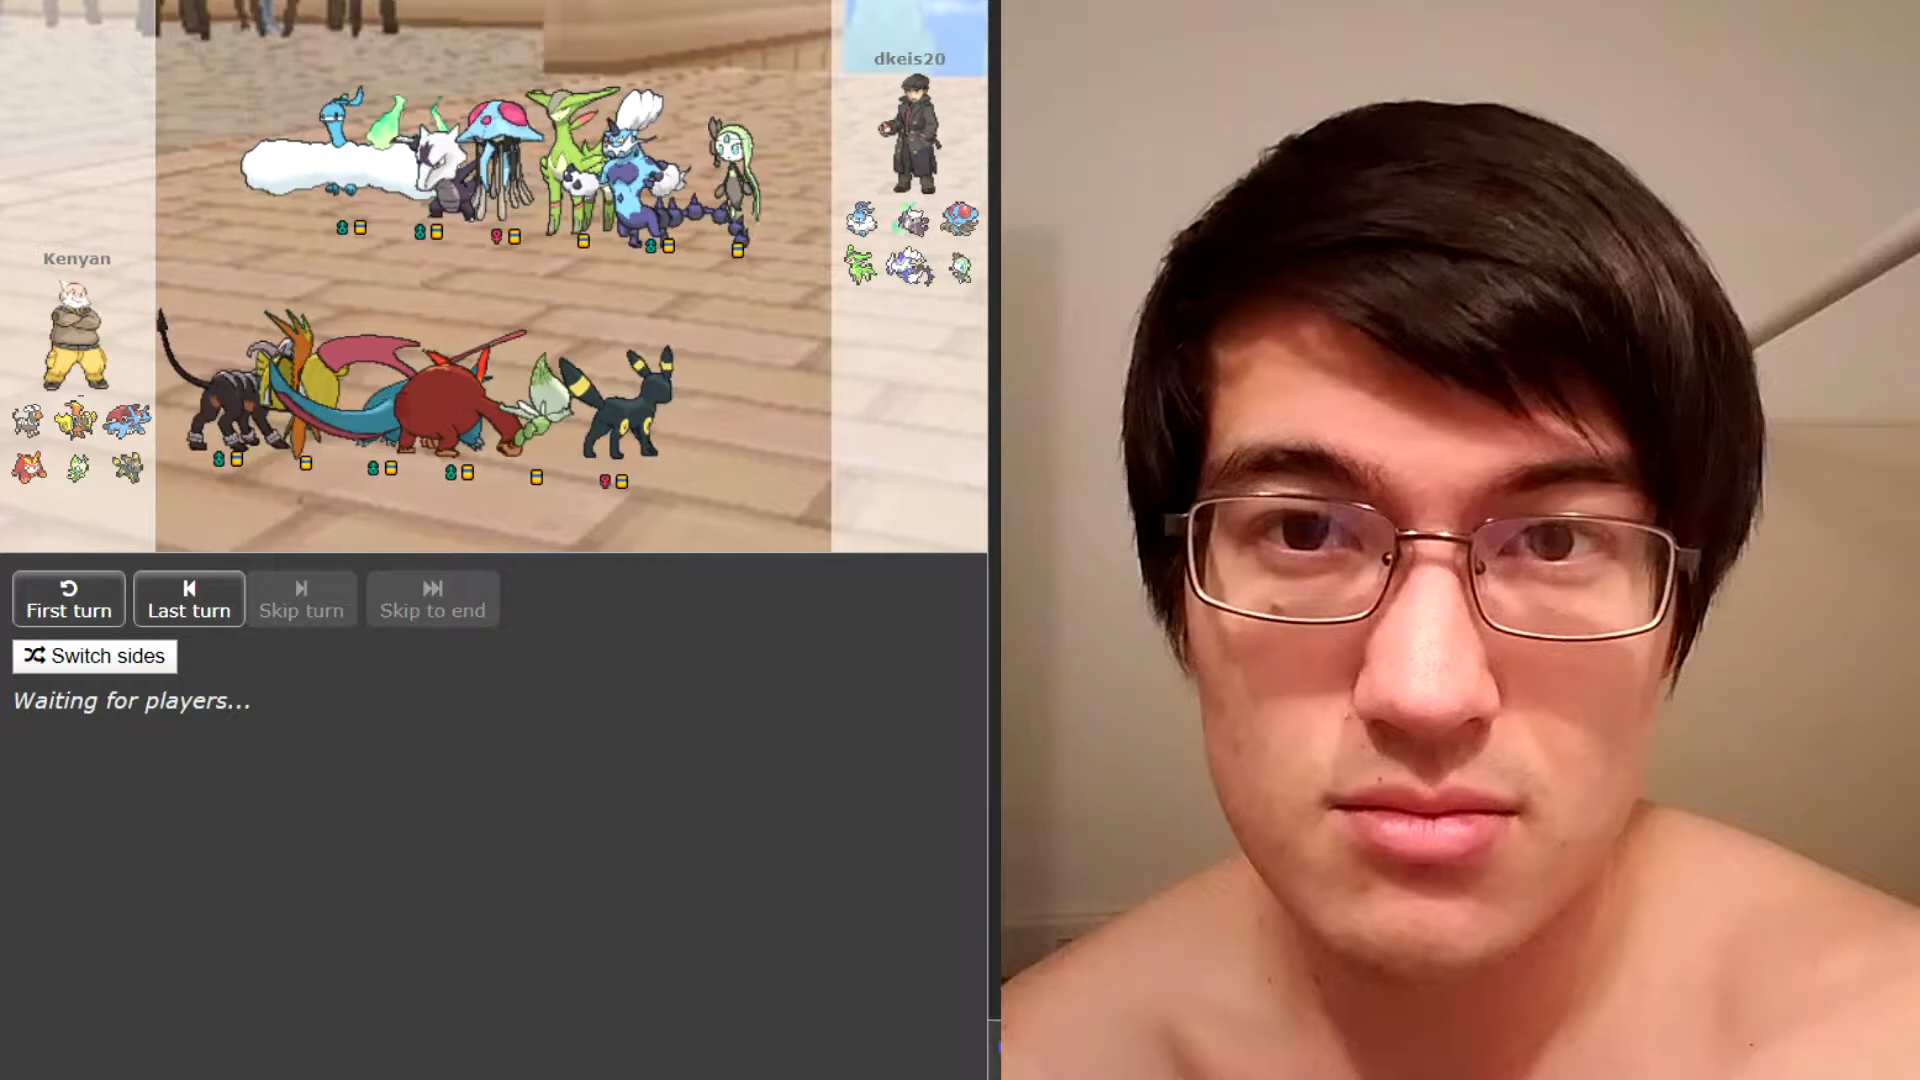 dkeis20
Kenyan
First turn
Last turn
Skip turn
Skip to end
Switch sides
Waiting for players...